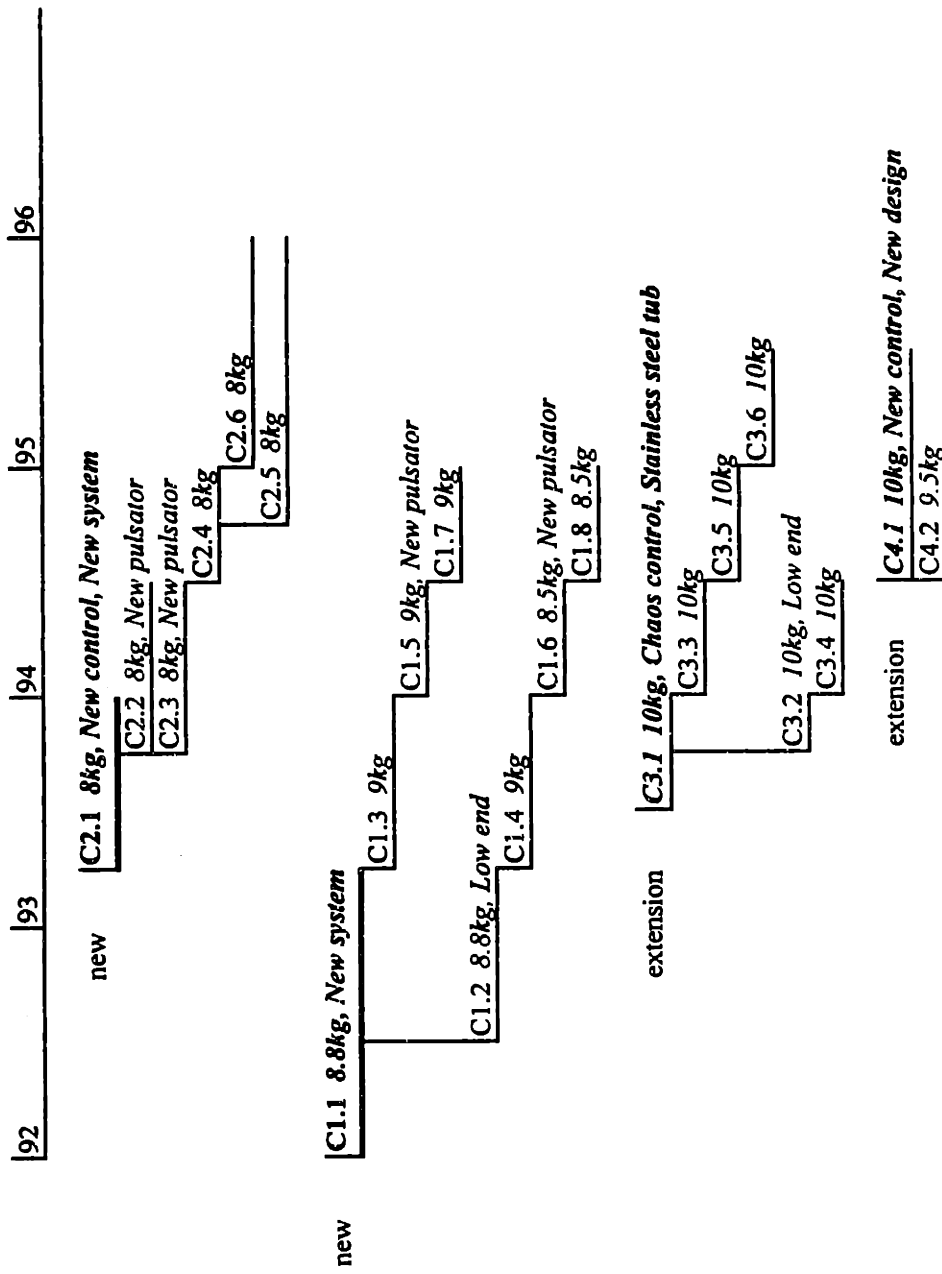 92 93 94 95 96
new
C2.1 8kg, New control, New system
C2.2 8kg, New pulsator
C2.3 8kg, New pulsator
C2.4 8kg
C2.6 8kg
C2.5 8kg
new
C1.1 8.8kg, New system
C1.3 9kg
C1.5 9kg, New pulsator
C1.7 9kg
C1.2 8.8kg, Low end
C1.4 9kg
C1.6 8.5kg, New pulsator
C1.8 8.5kg
extension
C3.1 10kg, Chaos control, Stainless steel tub
C3.3 10kg
C3.5 10kg
C3.6 10kg
C3.2 10kg, Low end
C3.4 10kg
extension
C4.1 10kg, New control, New design
C4.2 9.5kg